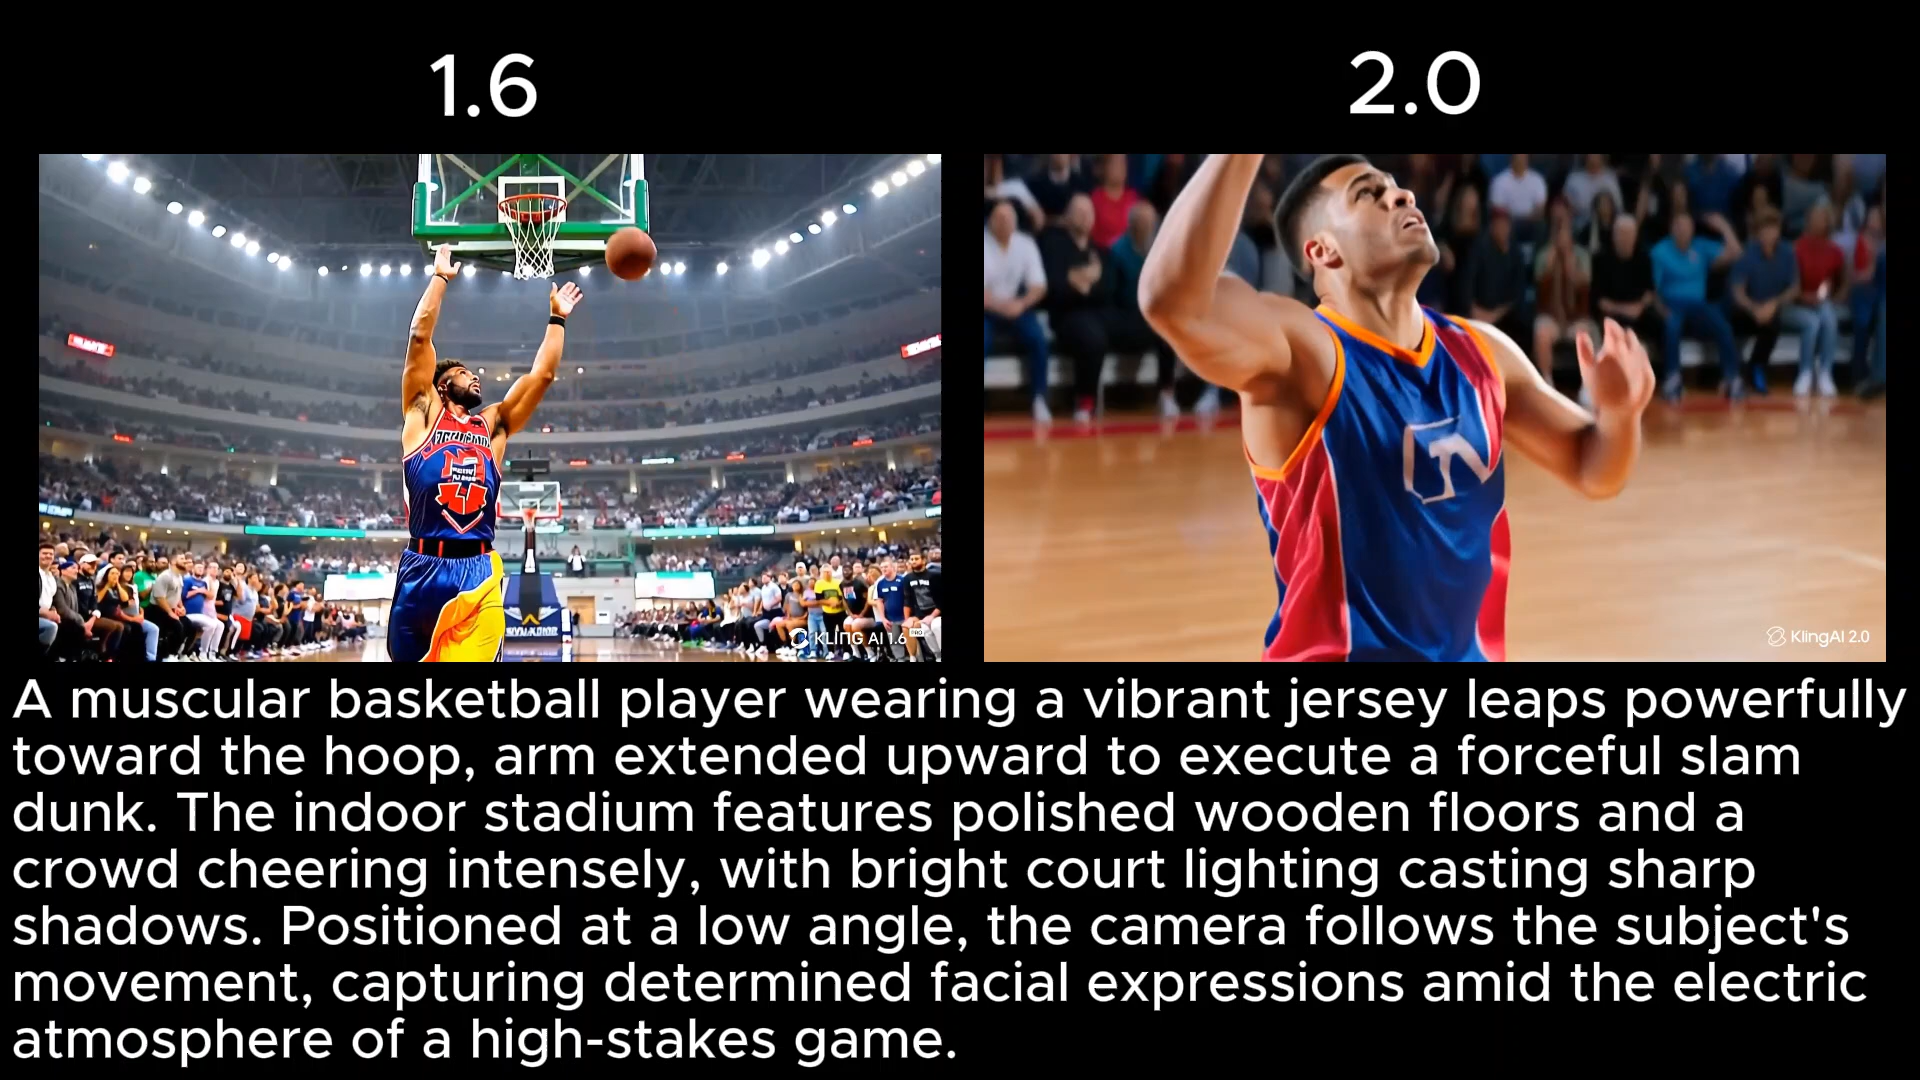 1.6
2.0
KLING AI 1.6 PRO
KlingAI 2.0
A muscular basketball player wearing a vibrant jersey leaps powerfully
toward the hoop, arm extended upward to execute a forceful slam
dunk. The indoor stadium features polished wooden floors and a
crowd cheering intensely, with bright court lighting casting sharp
shadows. Positioned at a low angle, the camera follows the subject's
movement, capturing determined facial expressions amid the electric
atmosphere of a high-stakes game.